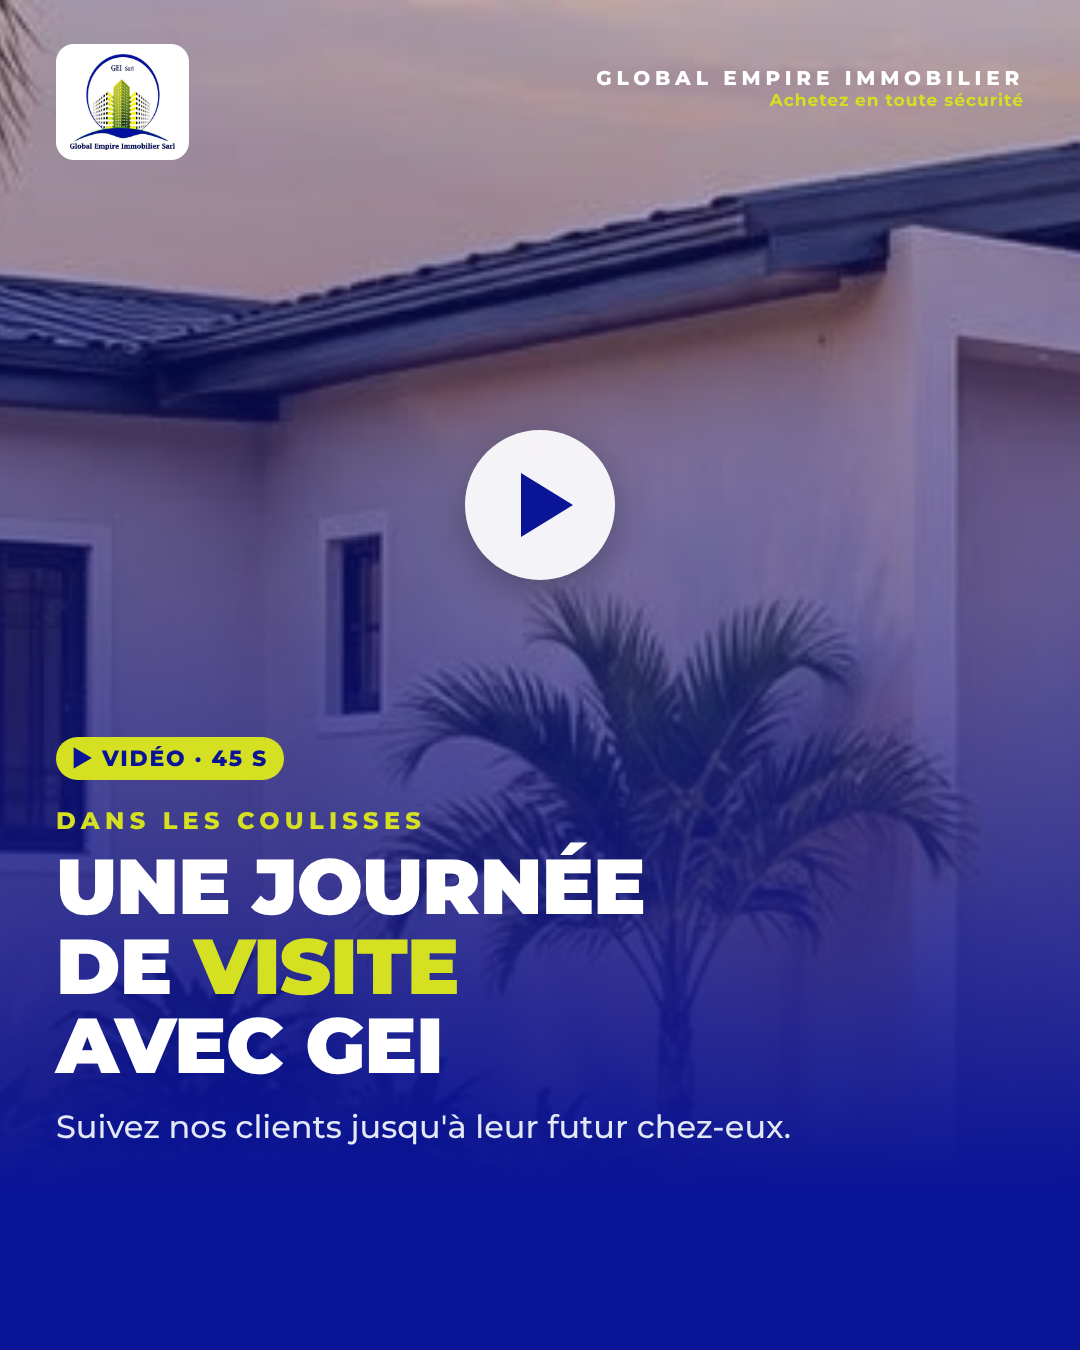 GEI Sarl
Global Empire Immobilier Sarl
GLOBAL EMPIRE IMMOBILIER
Achetez en toute sécurité
VIDÉO · 45 S
DANS LES COULISSES
UNE JOURNÉE
DE VISITE
AVEC GEI
Suivez nos clients jusqu'à leur futur chez-eux.